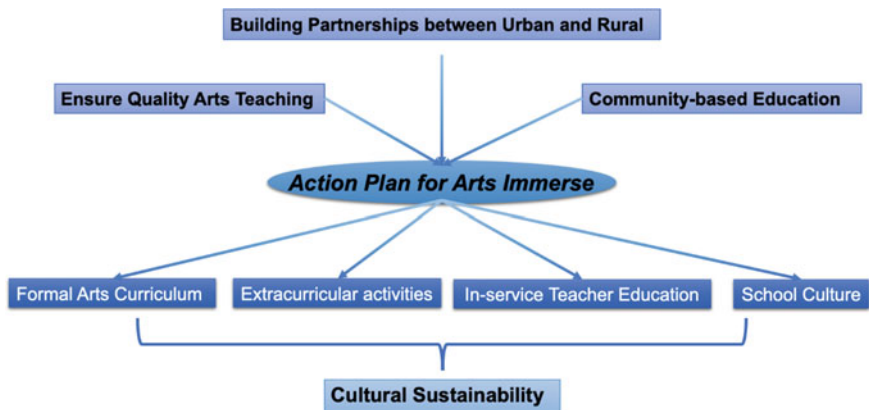 Building Partnerships between Urban and Rural
Ensure Quality Arts Teaching
Community-based Education
Action Plan for Arts Immerse
Formal Arts Curriculum
Extracurricular activities
In-service Teacher Education
School Culture
Cultural Sustainability